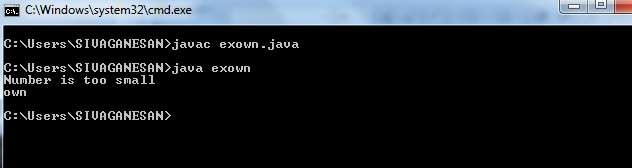 C:\Windows\system32\cmd.exe
C:\Users\SIVAGANESAN>javac exown.java
C:\Users\SIVAGANESAN>java exown
Number is too small
own
C:\Users\SIVAGANESAN>